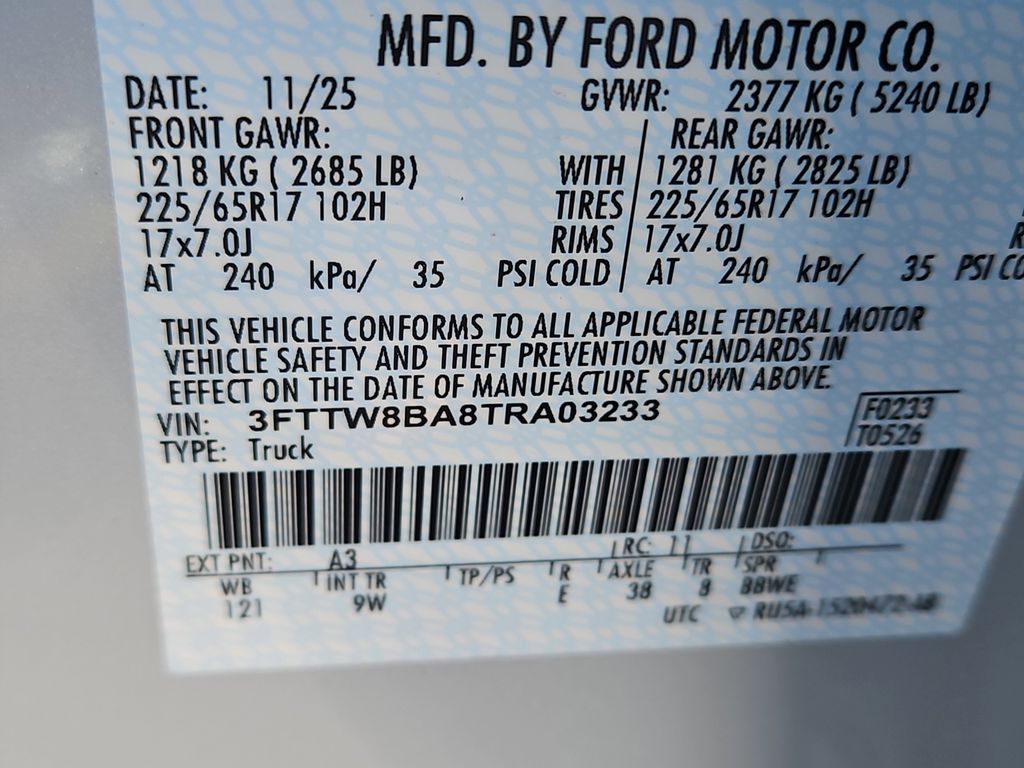 MFD. BY FORD MOTOR CO.
DATE: 11/25 GVWR: 2377 KG ( 5240 LB)
FRONT GAWR: REAR GAWR:
1218 KG ( 2685 LB) WITH 1281 KG ( 2825 LB)
225/65R17 102H TIRES 225/65R17 102H
17x7.0J RIMS 17x7.0J R
AT 240 kPa/ 35 PSI COLD AT 240 kPa/ 35 PSI CO
THIS VEHICLE CONFORMS TO ALL APPLICABLE FEDERAL MOTOR
VEHICLE SAFETY AND THEFT PREVENTION STANDARDS IN
EFFECT ON THE DATE OF MANUFACTURE SHOWN ABOVE.
VIN: 3FTTW8BA8TRA03233 F0233
TYPE: Truck T0526
EXT PNT: A3 RC: 11 DSO:
WB INT TR TP/PS R AXLE TR SPR
121 9W E 38 8 BBWE
UTC